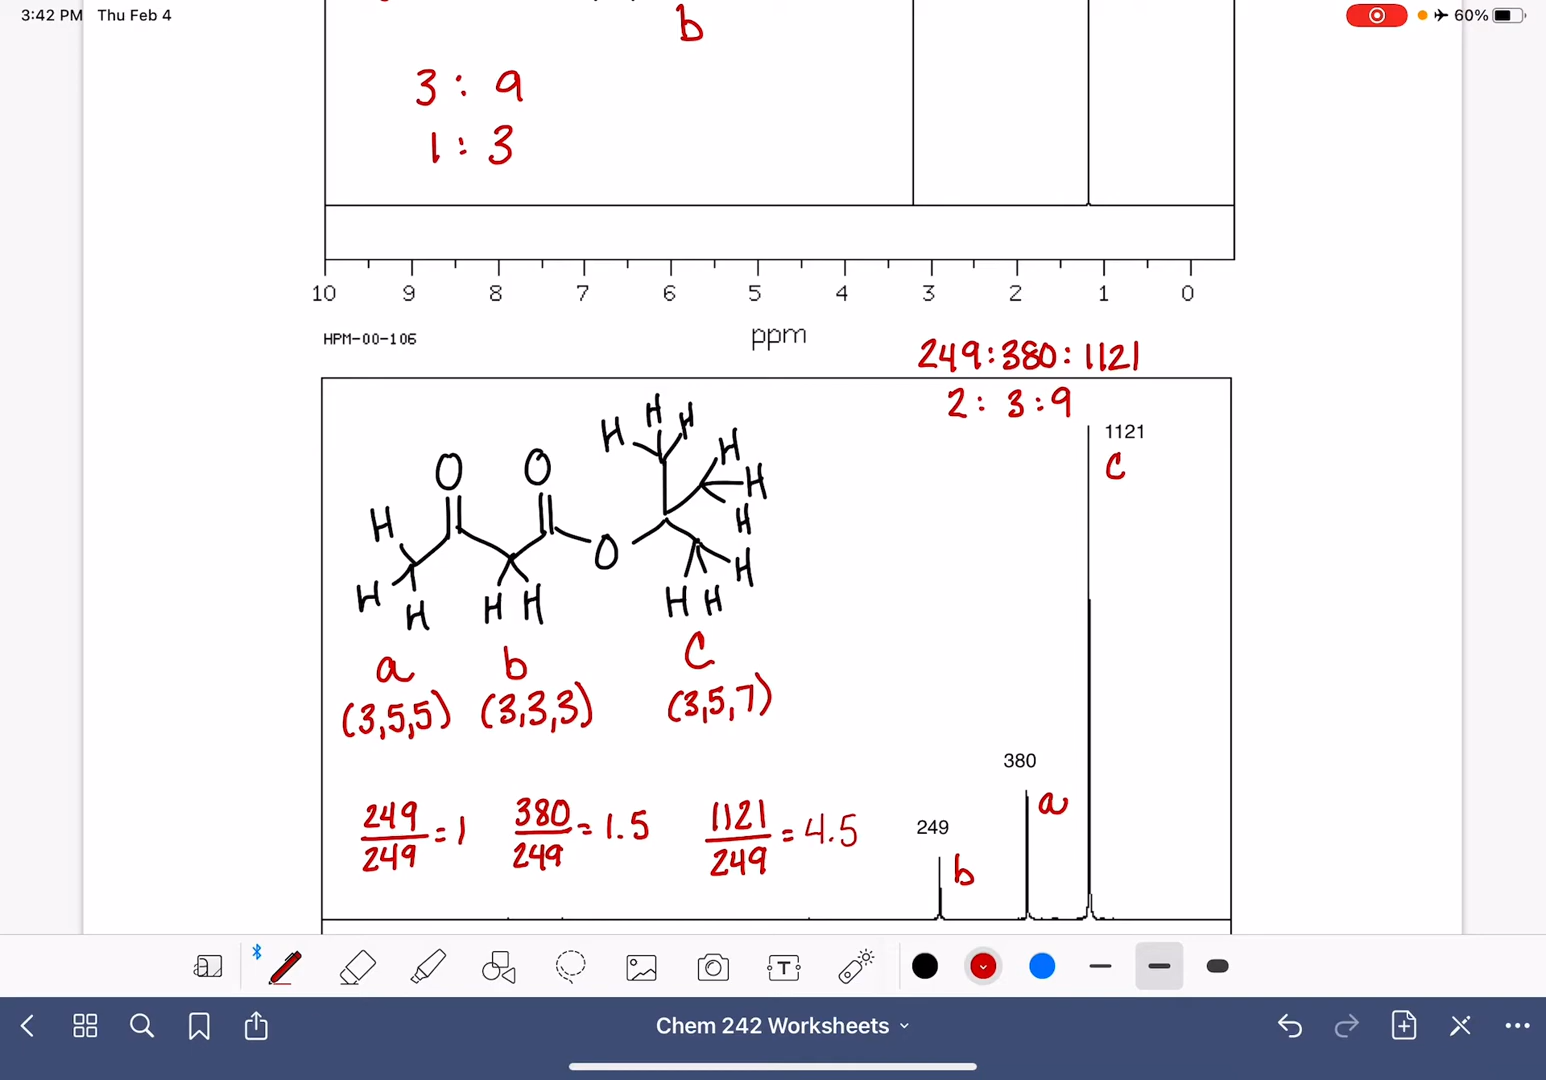 3:42 PM Thu Feb 4
60%
b
3 : 9
1 : 3
10 9 8 7 6 5 4 3 2 1 0
HPM-00-106
ppm
249:380:1121
2: 3:9
1121
C
H H H
H
H
H
O O
H
H
H
O
H
H H
H H
H H
a b C
(3,5,5) (3,3,3) (3,5,7)
380
a
249/249 = 1 380/249 = 1.5 1121/249 = 4.5
249
b
T
Chem 242 Worksheets